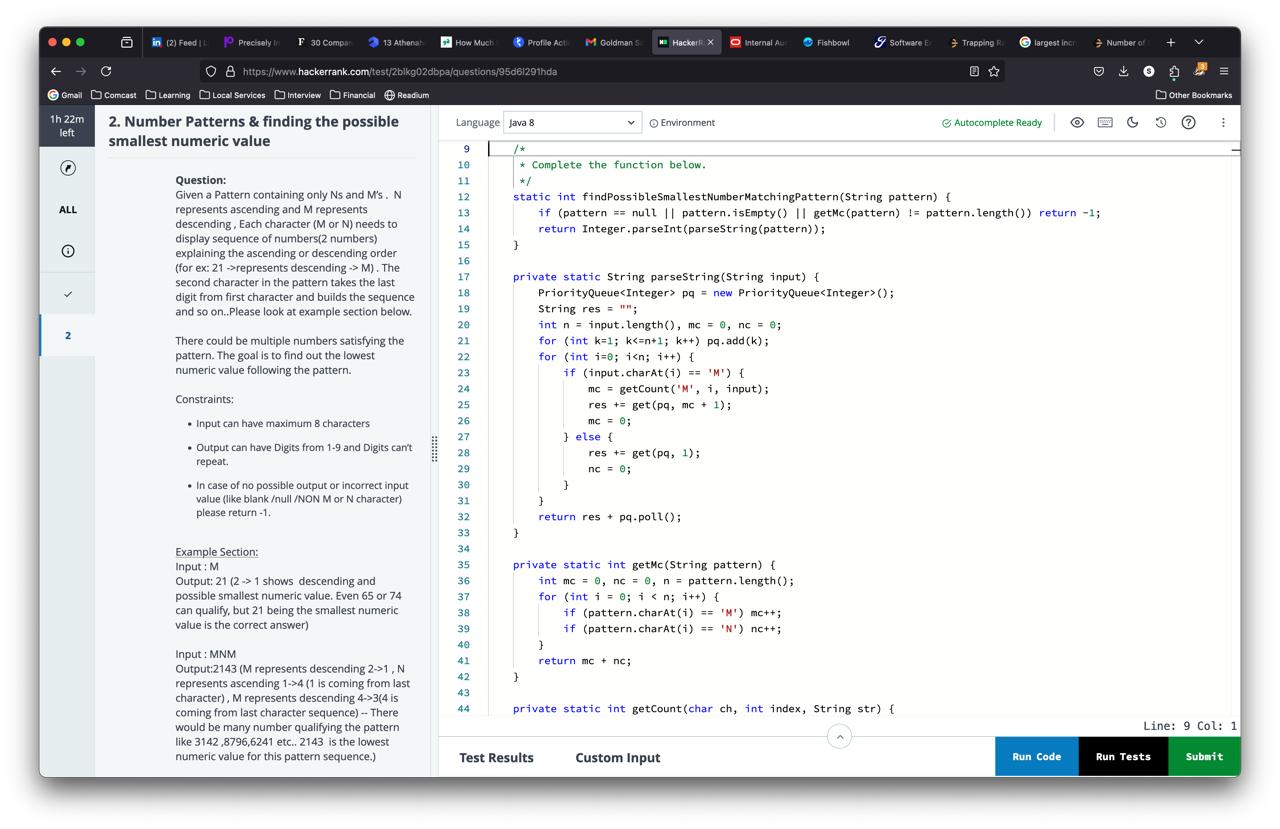 (2) Feed | L
Precisely In
30 Compan
13 Athenah
How Much
Profile Acti
Goldman S
HackerR
Internal Au
Fishbowl
Software E
Trapping R
largest incr
Number of
https://www.hackerrank.com/test/2blkg02dbpa/questions/95d6l291hda
Gmail
Comcast
Learning
Local Services
Interview
Financial
Readium
Other Bookmarks
1h 22m
left
ALL
2
2. Number Patterns & finding the possible
smallest numeric value
Question:
Given a Pattern containing only Ns and M's . N
represents ascending and M represents
descending , Each character (M or N) needs to
display sequence of numbers(2 numbers)
explaining the ascending or descending order
(for ex: 21 ->represents descending -> M) . The
second character in the pattern takes the last
digit from first character and builds the sequence
and so on..Please look at example section below.
There could be multiple numbers satisfying the
pattern. The goal is to find out the lowest
numeric value following the pattern.
Constraints:
• Input can have maximum 8 characters
• Output can have Digits from 1-9 and Digits can't
repeat.
• In case of no possible output or incorrect input
value (like blank /null /NON M or N character)
please return -1.
Example Section:
Input : M
Output: 21 (2 -> 1 shows descending and
possible smallest numeric value. Even 65 or 74
can qualify, but 21 being the smallest numeric
value is the correct answer)
Input : MNM
Output:2143 (M represents descending 2->1 , N
represents ascending 1->4 (1 is coming from last
character) , M represents descending 4->3(4 is
coming from last character sequence) -- There
would be many number qualifying the pattern
like 3142 ,8796,6241 etc.. 2143 is the lowest
numeric value for this pattern sequence.)
Language
Java 8
Environment
Autocomplete Ready
9 /*
10 * Complete the function below.
11 */
12 static int findPossibleSmallestNumberMatchingPattern(String pattern) {
13 if (pattern == null || pattern.isEmpty() || getMc(pattern) != pattern.length()) return -1;
14 return Integer.parseInt(parseString(pattern));
15 }
16
17 private static String parseString(String input) {
18 PriorityQueue<Integer> pq = new PriorityQueue<Integer>();
19 String res = "";
20 int n = input.length(), mc = 0, nc = 0;
21 for (int k=1; k<=n+1; k++) pq.add(k);
22 for (int i=0; i<n; i++) {
23 if (input.charAt(i) == 'M') {
24 mc = getCount('M', i, input);
25 res += get(pq, mc + 1);
26 mc = 0;
27 } else {
28 res += get(pq, 1);
29 nc = 0;
30 }
31 }
32 return res + pq.poll();
33 }
34
35 private static int getMc(String pattern) {
36 int mc = 0, nc = 0, n = pattern.length();
37 for (int i = 0; i < n; i++) {
38 if (pattern.charAt(i) == 'M') mc++;
39 if (pattern.charAt(i) == 'N') nc++;
40 }
41 return mc + nc;
42 }
43
44 private static int getCount(char ch, int index, String str) {
Line: 9 Col: 1
Test Results
Custom Input
Run Code
Run Tests
Submit